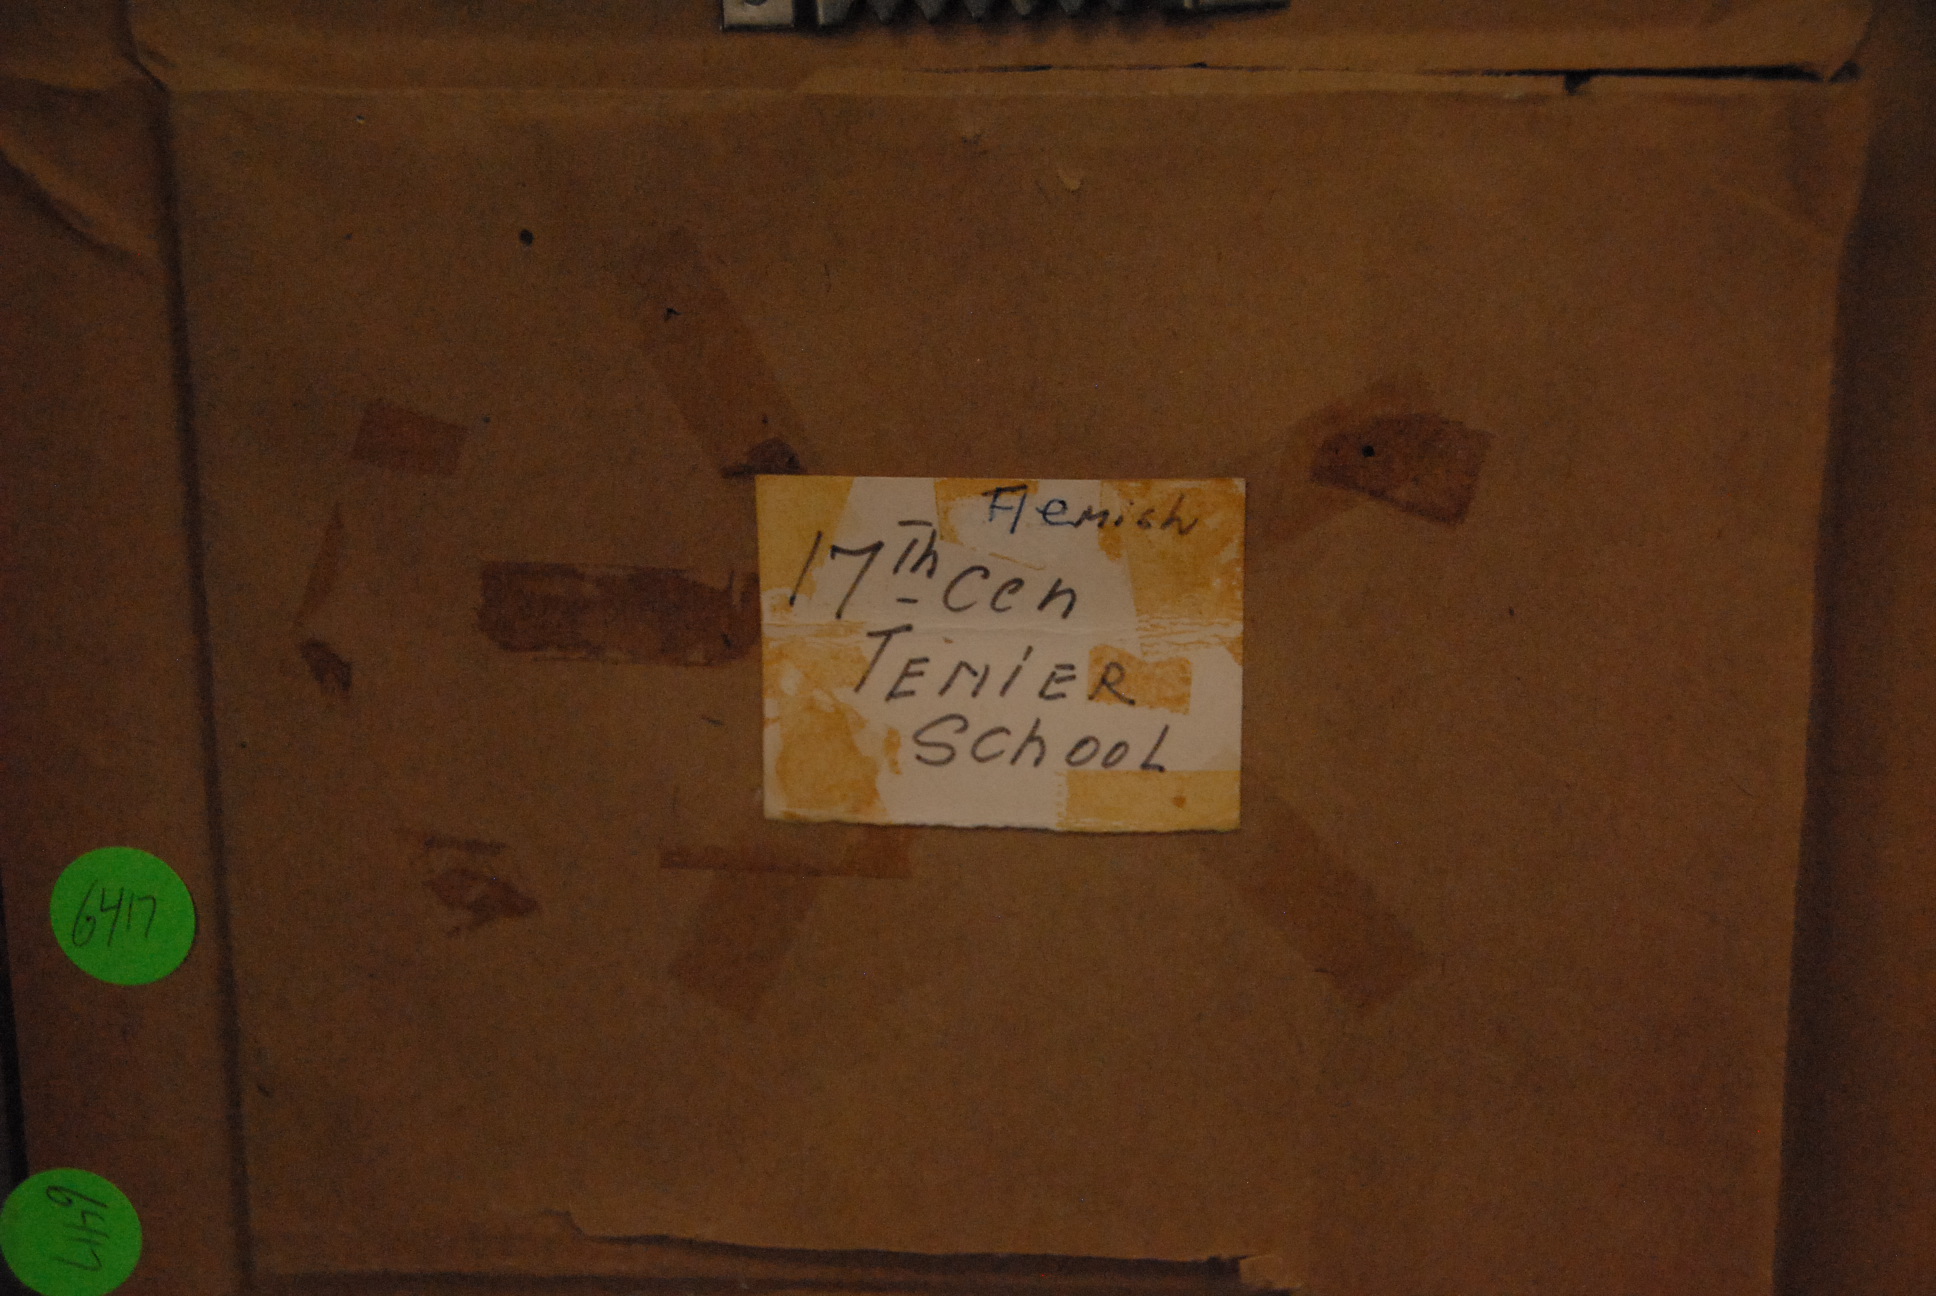 Flemish
17Th Cen
TENIER
SCHOOL
6417
6417